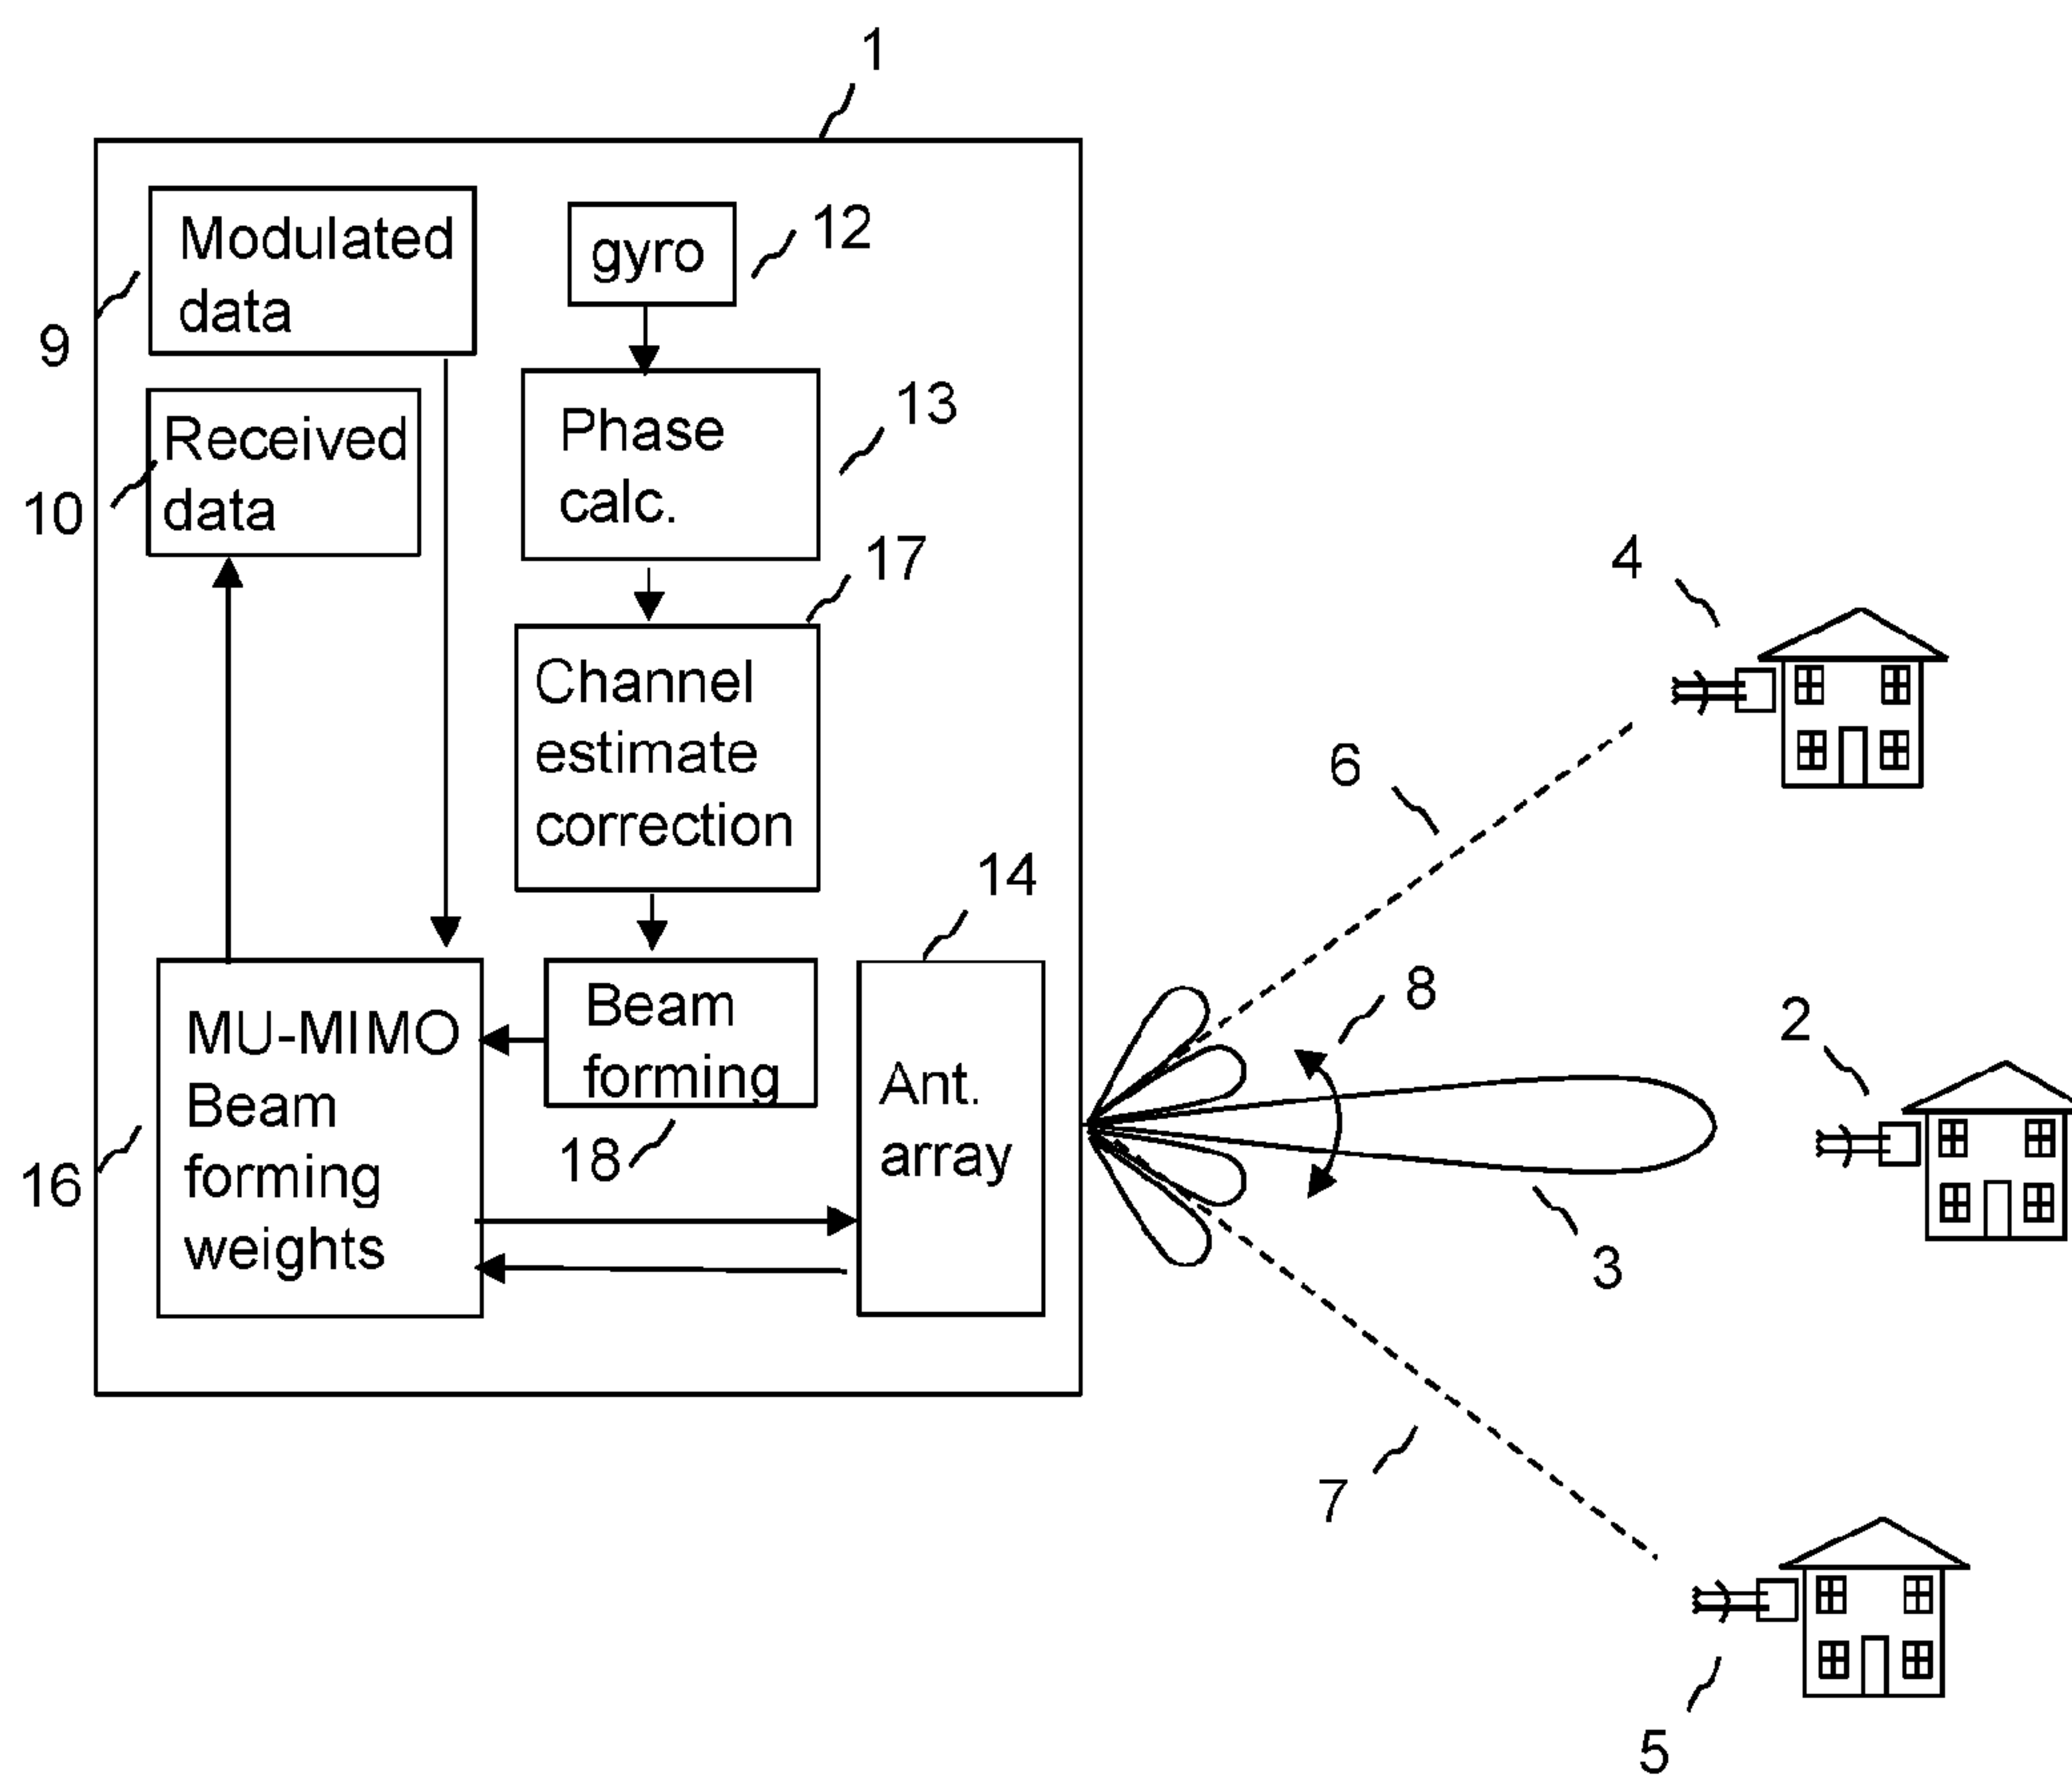 1
Modulated
data
9
gyro
12
Received
data
10
Phase
calc.
13
17
Channel
estimate
correction
14
MU-MIMO
Beam
forming
weights
16
Beam
forming
18
Ant.
array
4
6
8
2
3
7
5